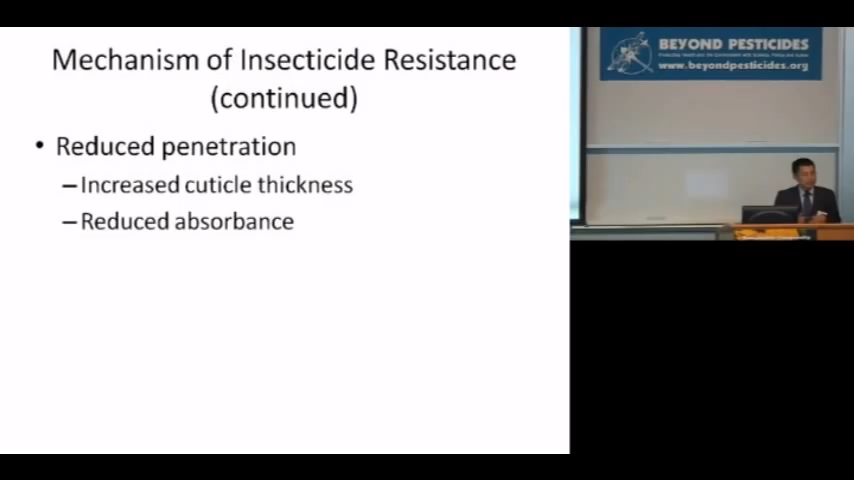 Mechanism of Insecticide Resistance
(continued)
• Reduced penetration
–Increased cuticle thickness
–Reduced absorbance
BEYOND PESTICIDES
www.beyondpesticides.org